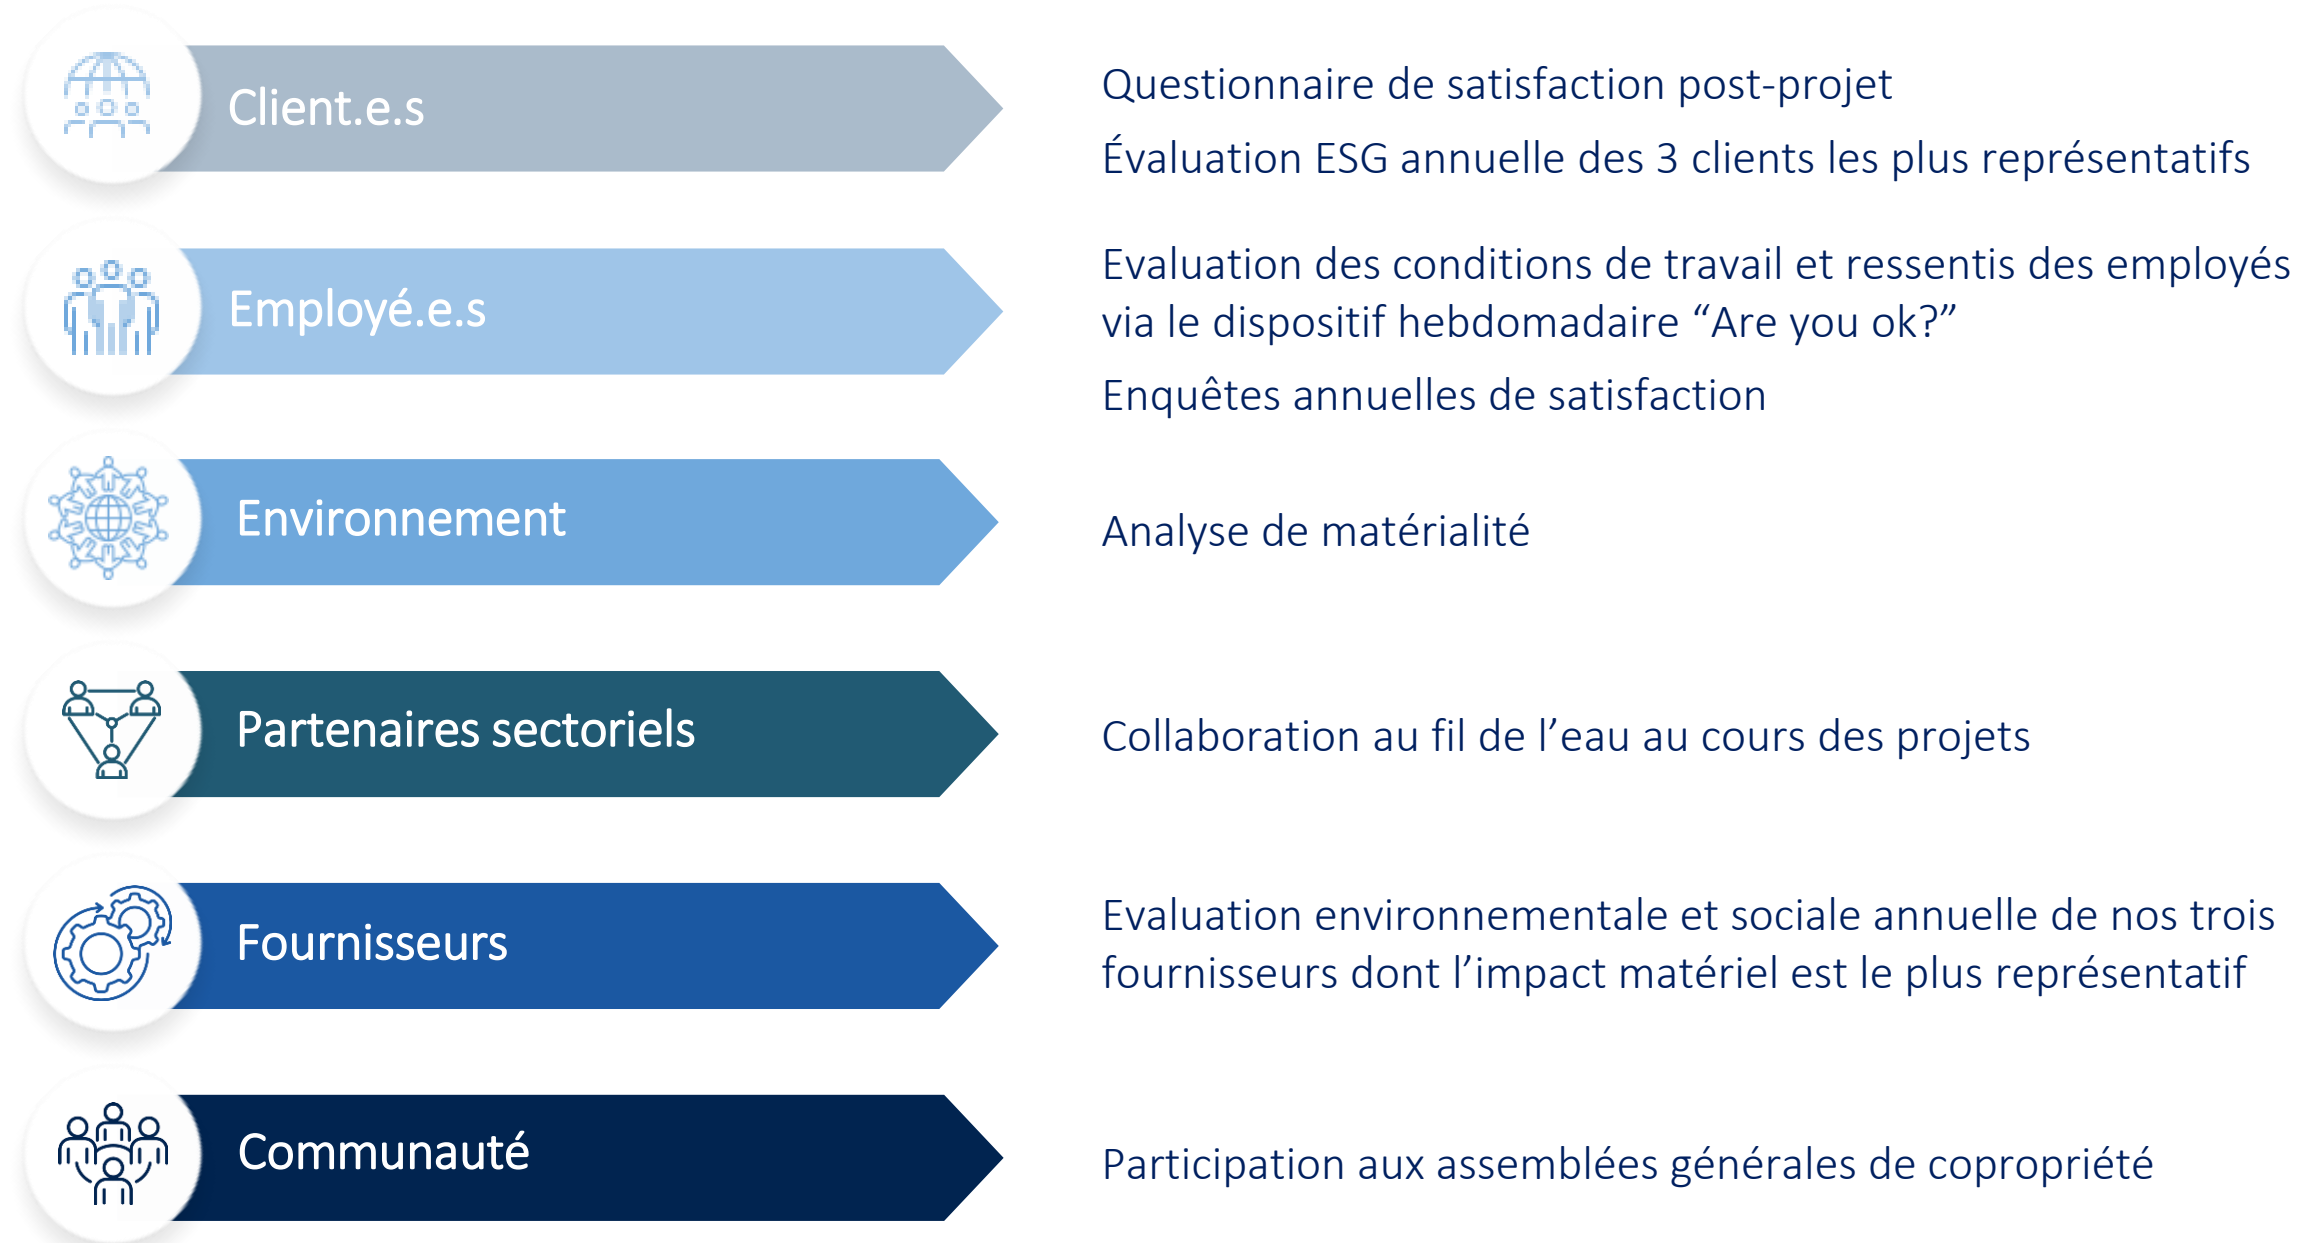 Client.e.s
Questionnaire de satisfaction post-projet
Évaluation ESG annuelle des 3 clients les plus représentatifs
Employé.e.s
Evaluation des conditions de travail et ressentis des employés
via le dispositif hebdomadaire “Are you ok?”
Enquêtes annuelles de satisfaction
Environnement
Analyse de matérialité
Partenaires sectoriels
Collaboration au fil de l’eau au cours des projets
Fournisseurs
Evaluation environnementale et sociale annuelle de nos trois
fournisseurs dont l’impact matériel est le plus représentatif
Communauté
Participation aux assemblées générales de copropriété